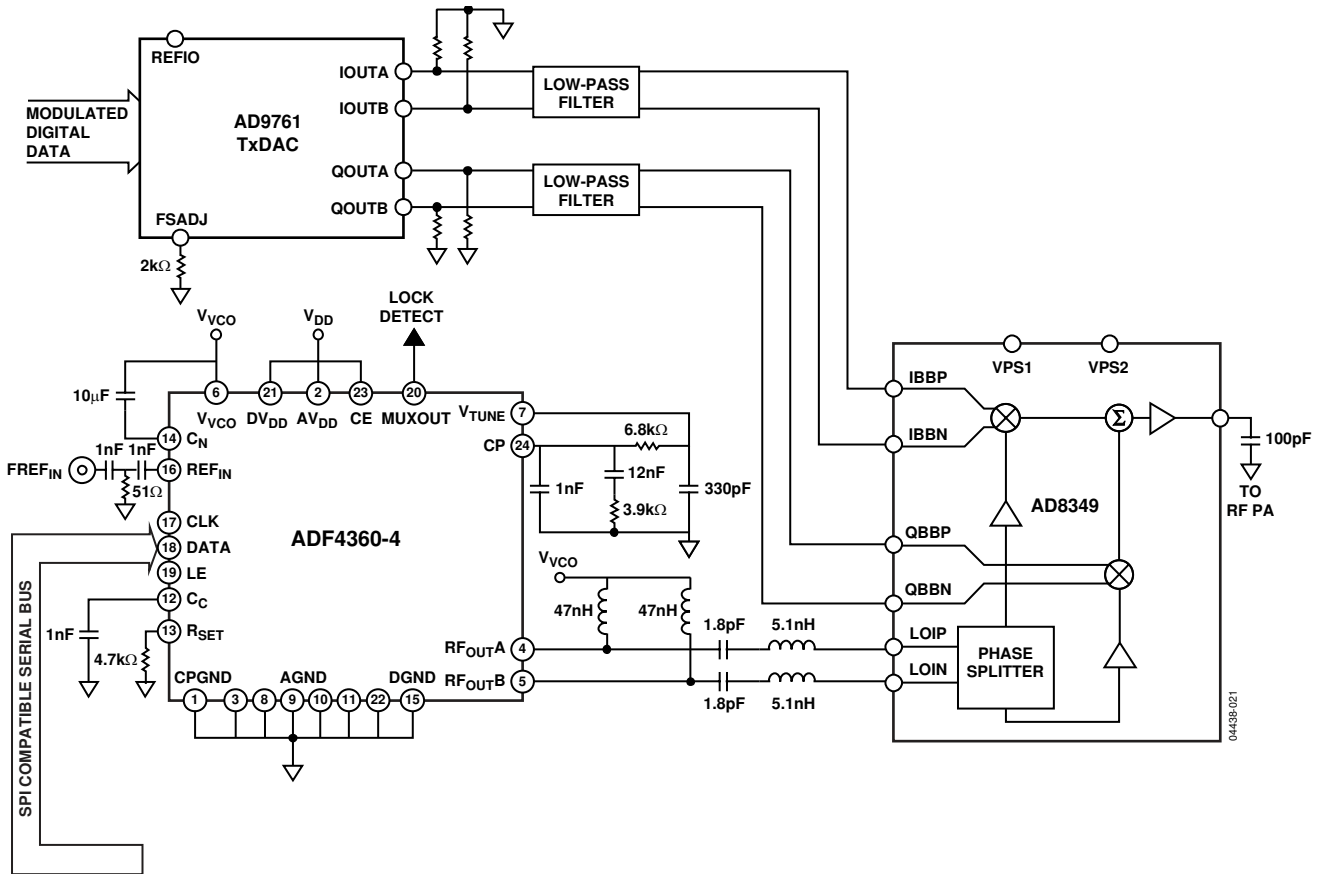 REFIO
IOUTA
IOUTB
AD9761
TxDAC
QOUTA
QOUTB
FSADJ
MODULATED
DIGITAL
DATA
LOW-PASS
FILTER
LOW-PASS
FILTER
2kΩ
LOCK
DETECT
VVCO
VDD
10µF
6
21
2
23
20
VVCO
DVDD
AVDD
CE
MUXOUT
VTUNE
7
CP
24
14
CN
1nF
1nF
FREFIN
16
REFIN
51Ω
17
CLK
18
DATA
19
LE
12
CC
13
RSET
1nF
4.7kΩ
ADF4360-4
6.8kΩ
12nF
1nF
330pF
3.9kΩ
VVCO
47nH
47nH
1.8pF
5.1nH
RFOUTA
4
RFOUTB
5
1.8pF
5.1nH
CPGND
AGND
DGND
1
3
8
9
10
11
22
15
SPI COMPATIBLE SERIAL BUS
VPS1
VPS2
IBBP
IBBN
Σ
100pF
TO
RF PA
AD8349
QBBP
QBBN
LOIP
LOIN
PHASE
SPLITTER
04438-021